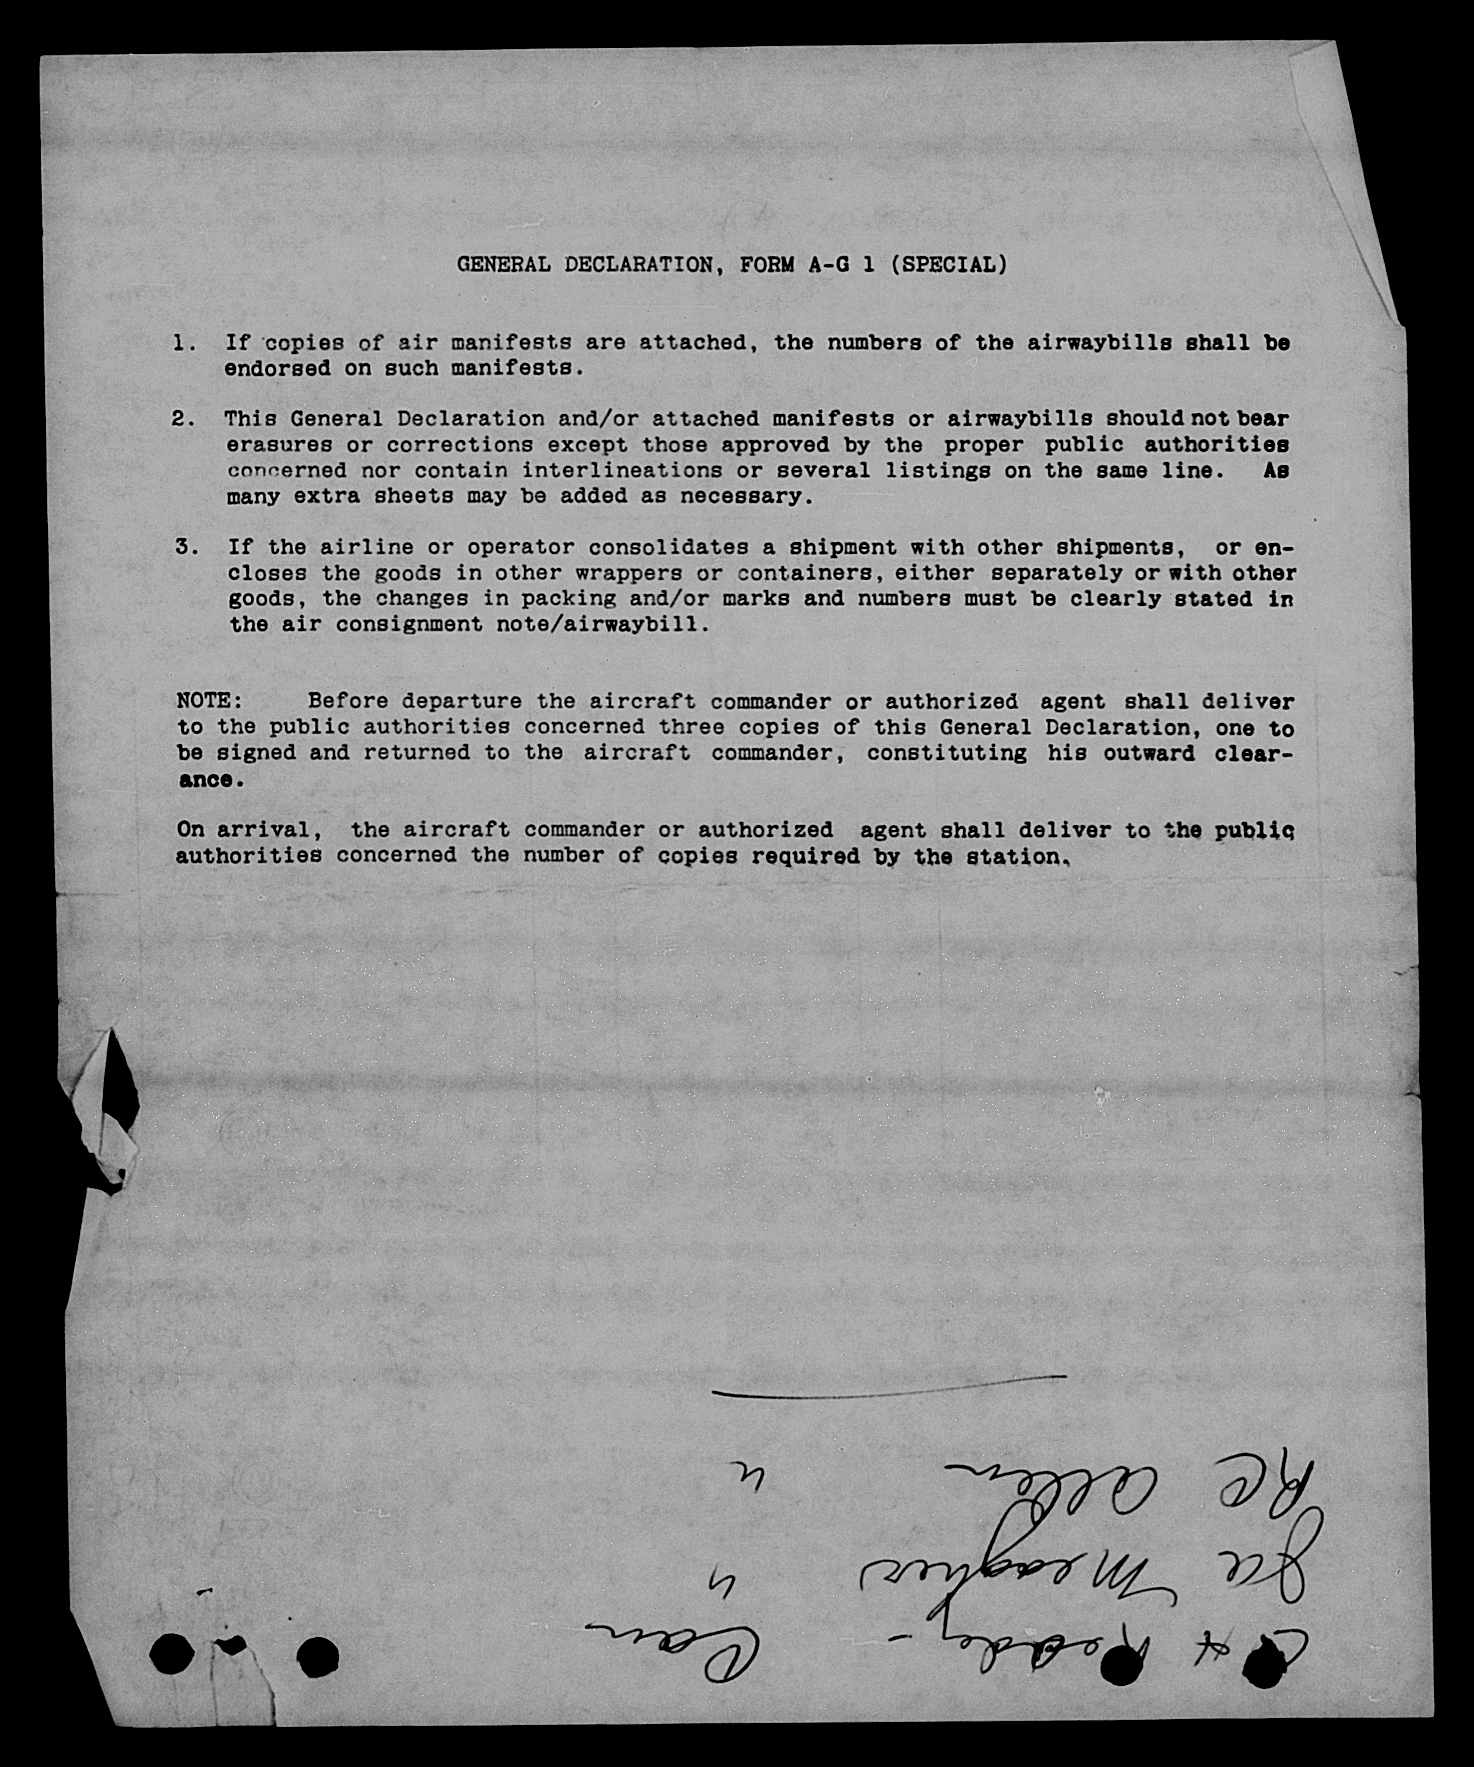 GENERAL DECLARATION, FORM A-G 1 (SPECIAL)
1. If copies of air manifests are attached, the numbers of the airwaybills shall be
endorsed on such manifests.
2. This General Declaration and/or attached manifests or airwaybills should not bear
erasures or corrections except those approved by the proper public authorities
concerned nor contain interlineations or several listings on the same line. As
many extra sheets may be added as necessary.
3. If the airline or operator consolidates a shipment with other shipments, or en-
closes the goods in other wrappers or containers, either separately or with other
goods, the changes in packing and/or marks and numbers must be clearly stated in
the air consignment note/airwaybill.
NOTE: Before departure the aircraft commander or authorized agent shall deliver
to the public authorities concerned three copies of this General Declaration, one to
be signed and returned to the aircraft commander, constituting his outward clear-
ance.
On arrival, the aircraft commander or authorized agent shall deliver to the public
authorities concerned the number of copies required by the station.
Ready - Can
Meagher "
RC Allen "